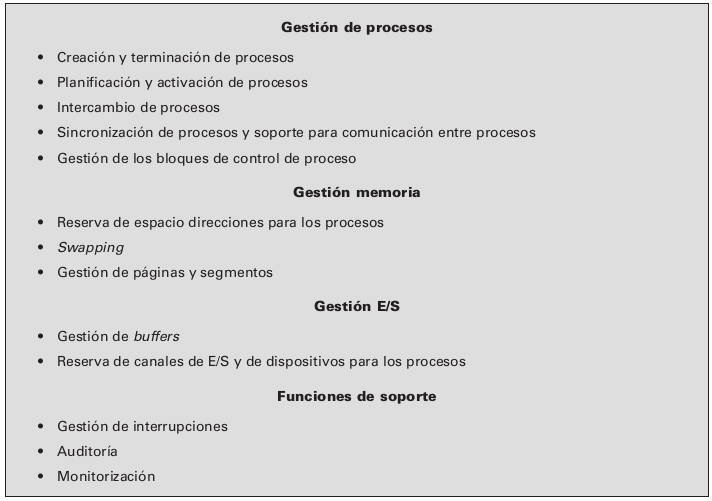 Gestión de procesos
• Creación y terminación de procesos
• Planificación y activación de procesos
• Intercambio de procesos
• Sincronización de procesos y soporte para comunicación entre procesos
• Gestión de los bloques de control de proceso
Gestión memoria
• Reserva de espacio direcciones para los procesos
• Swapping
• Gestión de páginas y segmentos
Gestión E/S
• Gestión de buffers
• Reserva de canales de E/S y de dispositivos para los procesos
Funciones de soporte
• Gestión de interrupciones
• Auditoría
• Monitorización